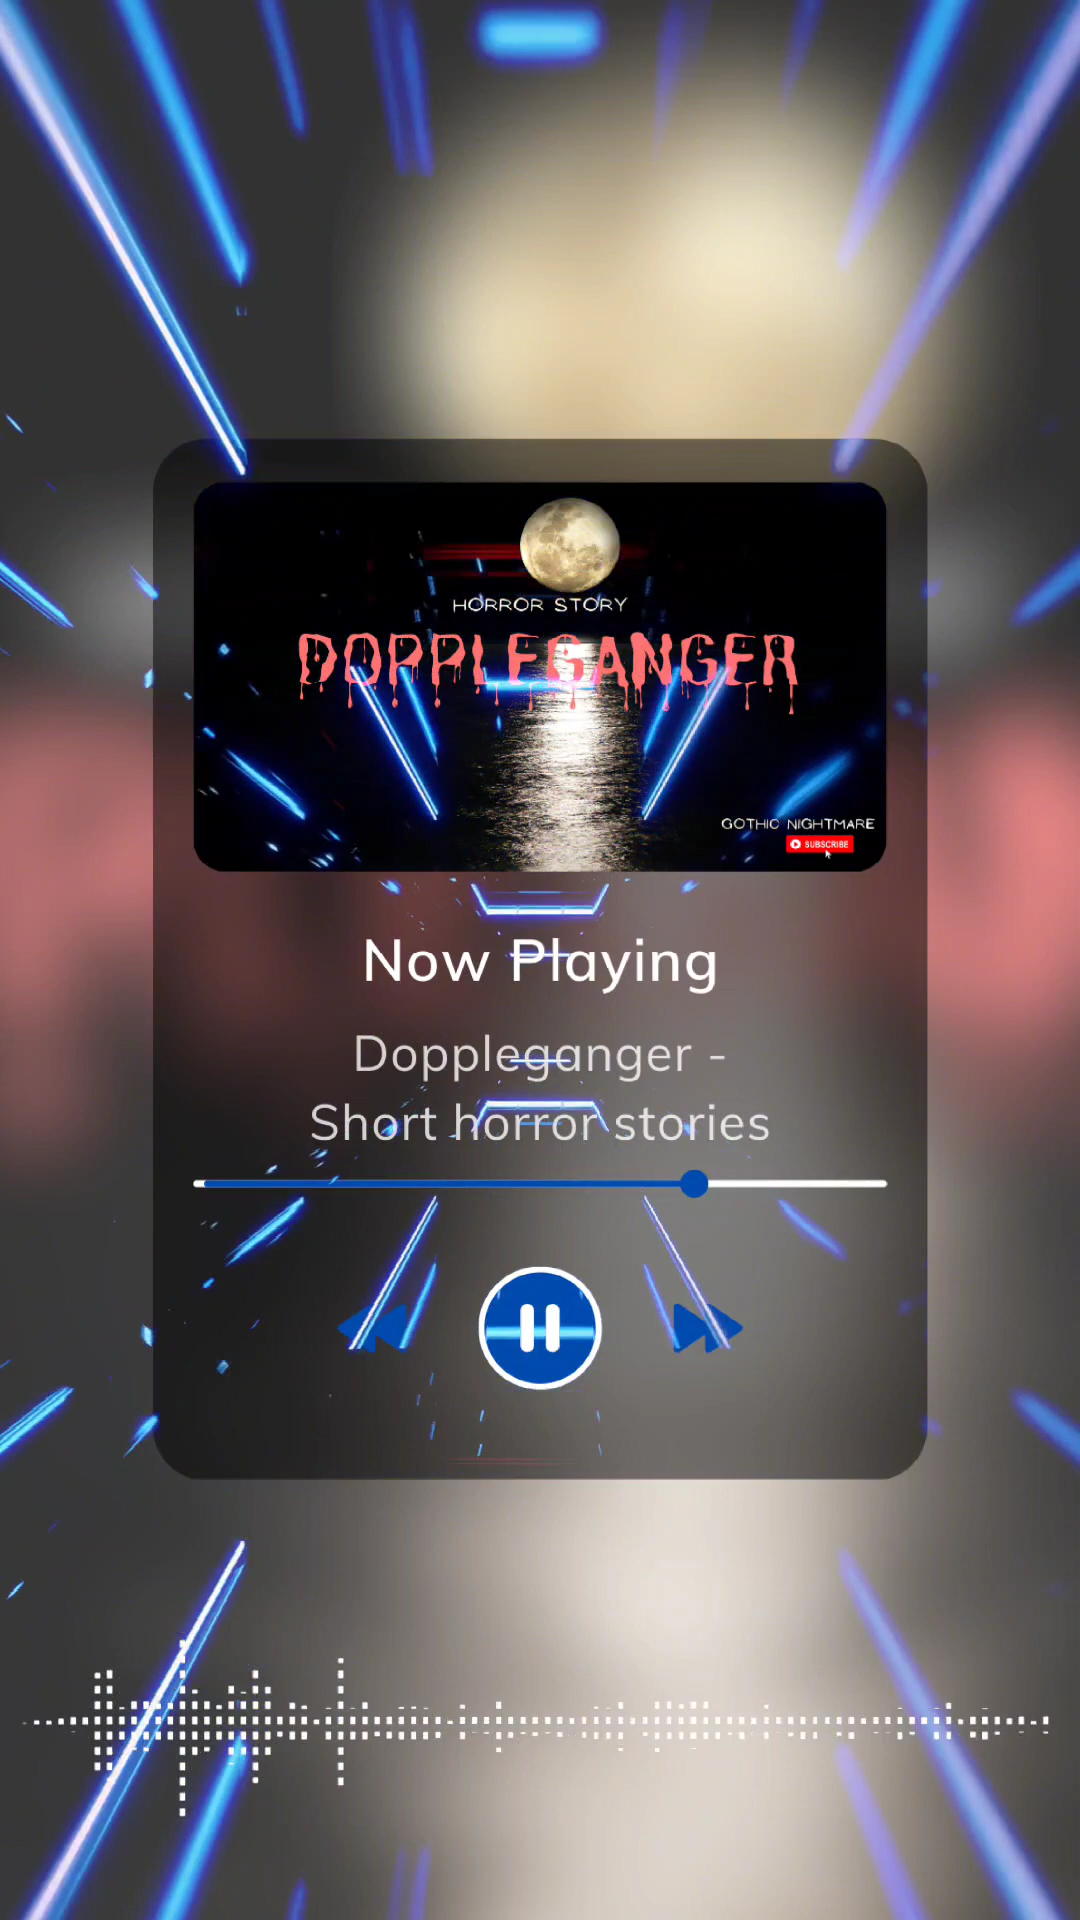 HORROR STORY
DOPPLEGANGER
GOTHIC NIGHTMARE
SUBSCRIBE
Now Playing
Doppleganger -
Short horror stories